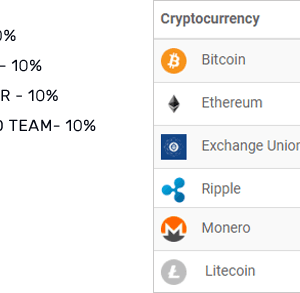 0%
- 10%
R - 10%
TEAM- 10%
Cryptocurrency
Bitcoin
Ethereum
Exchange Union
Ripple
Monero
Litecoin